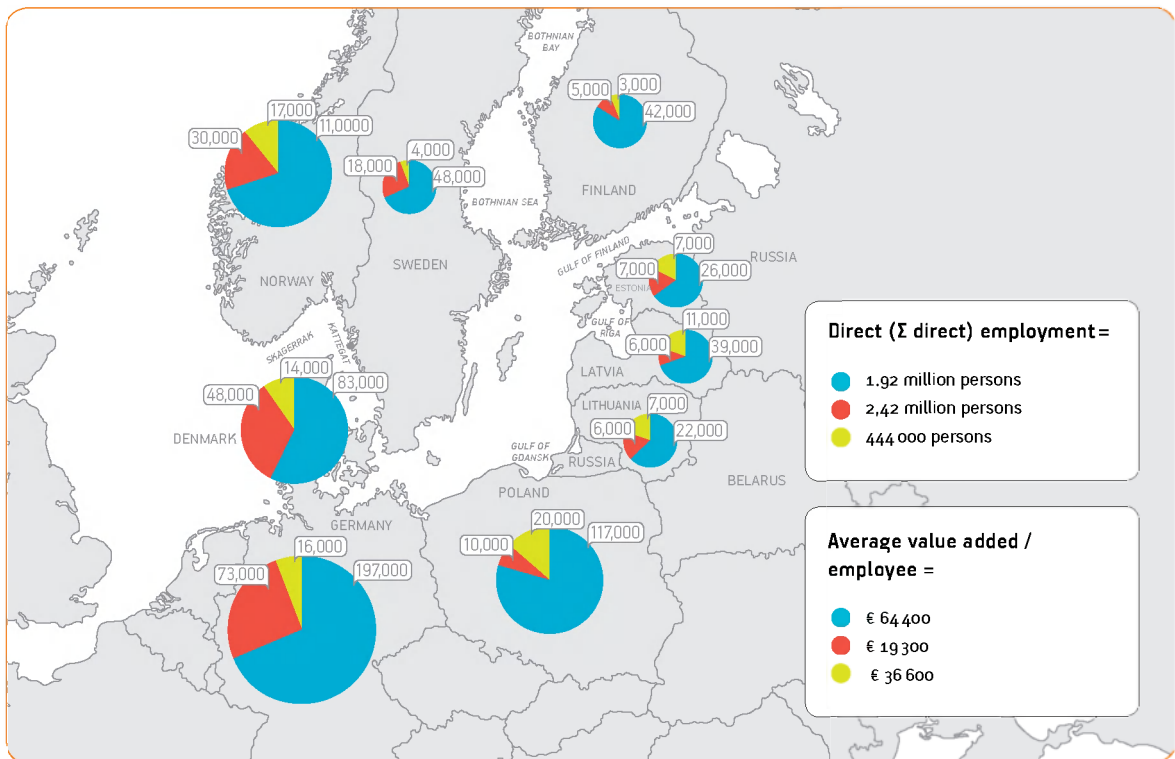 BOTHNIAN
BAY
17,000
11,0000
30,000
NORWAY
18,000
4,000
48,000
SWEDEN
BOTHNIAN SEA
5,000
3,000
42,000
FINLAND
GULF OF FINLAND
RUSSIA
7,000
7,000
26,000
ESTONIA
GULF OF
RIGA
11,000
6,000
39,000
LATVIA
LITHUANIA
7,000
6,000
22,000
RUSSIA
BELARUS
SKAGERRAK
KATTEGAT
14,000
48,000
83,000
DENMARK
GULF OF
GDANSK
POLAND
20,000
10,000
117,000
GERMANY
16,000
73,000
197,000
Direct (Σ direct) employment =
1.92 million persons
2,42 million persons
444 000 persons
Average value added /
employee =
€ 64 400
€ 19 300
€ 36 600